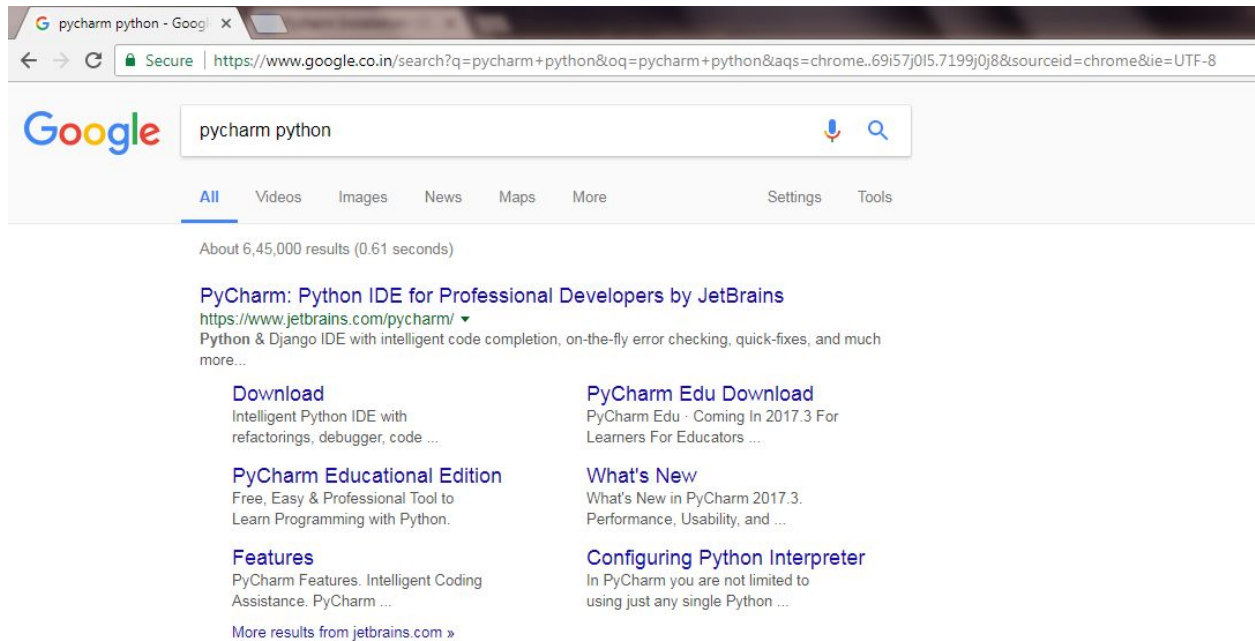 pycharm python - Googl
Secure https://www.google.co.in/search?q=pycharm+python&oq=pycharm+python&aqs=chrome..69i57j0l5.7199j0j8&sourceid=chrome&ie=UTF-8
Google
pycharm python
All Videos Images News Maps More Settings Tools
About 6,45,000 results (0.61 seconds)
PyCharm: Python IDE for Professional Developers by JetBrains
https://www.jetbrains.com/pycharm/
Python & Django IDE with intelligent code completion, on-the-fly error checking, quick-fixes, and much
more...
Download
Intelligent Python IDE with
refactorings, debugger, code ...
PyCharm Edu Download
PyCharm Edu · Coming In 2017.3 For
Learners For Educators ...
PyCharm Educational Edition
Free, Easy & Professional Tool to
Learn Programming with Python.
What's New
What's New in PyCharm 2017.3.
Performance, Usability, and ...
Features
PyCharm Features. Intelligent Coding
Assistance. PyCharm ...
Configuring Python Interpreter
In PyCharm you are not limited to
using just any single Python ...
More results from jetbrains.com »